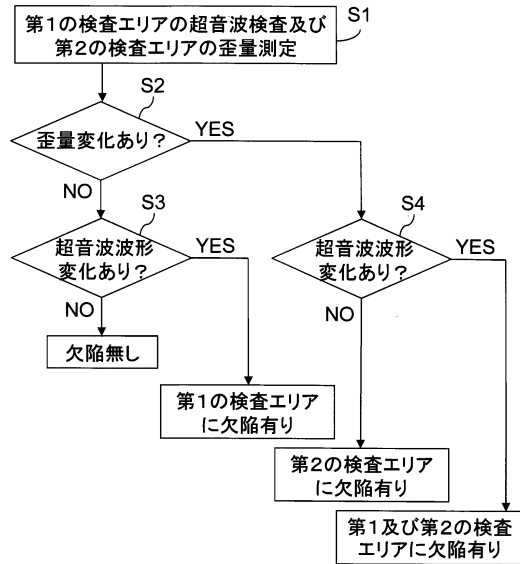 第1の検査エリアの超音波検査及び
第2の検査エリアの歪量測定
S1
S2
歪量変化あり？
YES
NO
S3
超音波波形
変化あり？
YES
NO
S4
超音波波形
変化あり？
YES
NO
欠陥無し
第1の検査エリア
に欠陥有り
第2の検査エリア
に欠陥有り
第1及び第2の検査
エリアに欠陥有り